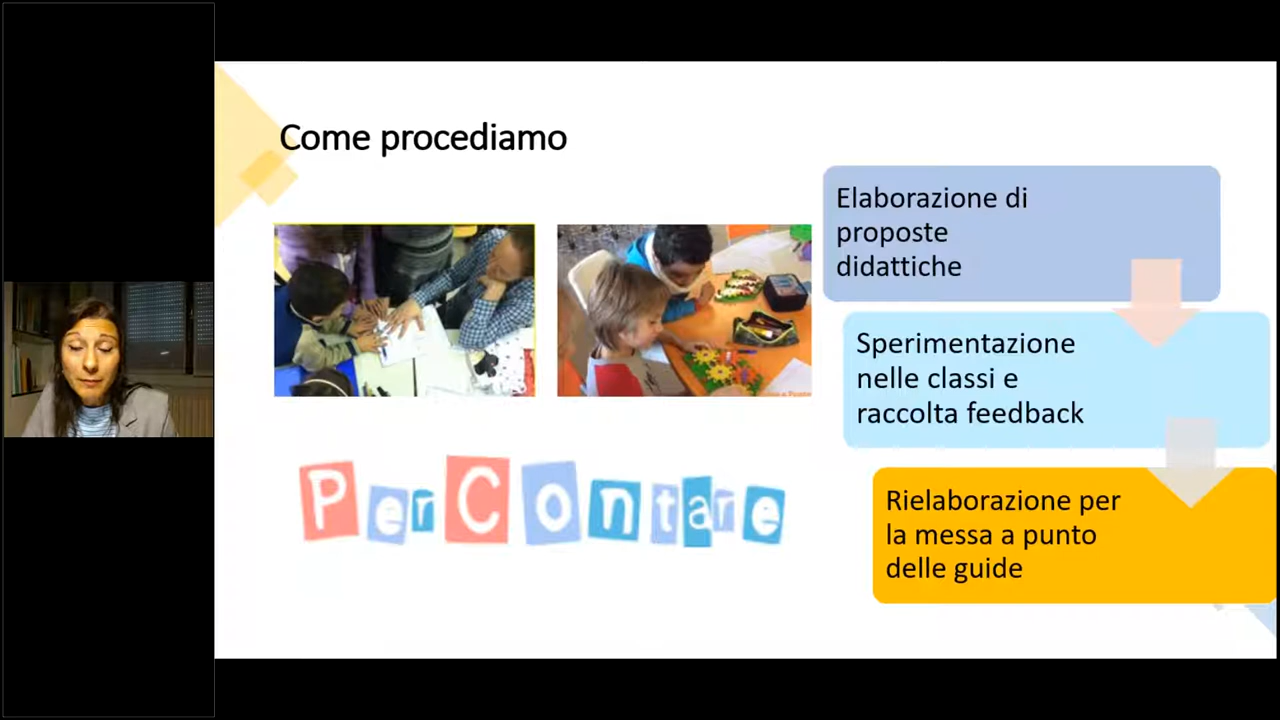 Come procediamo
Elaborazione di
proposte
didattiche
Sperimentazione
nelle classi e
raccolta feedback
PerContare
Rielaborazione per
la messa a punto
delle guide